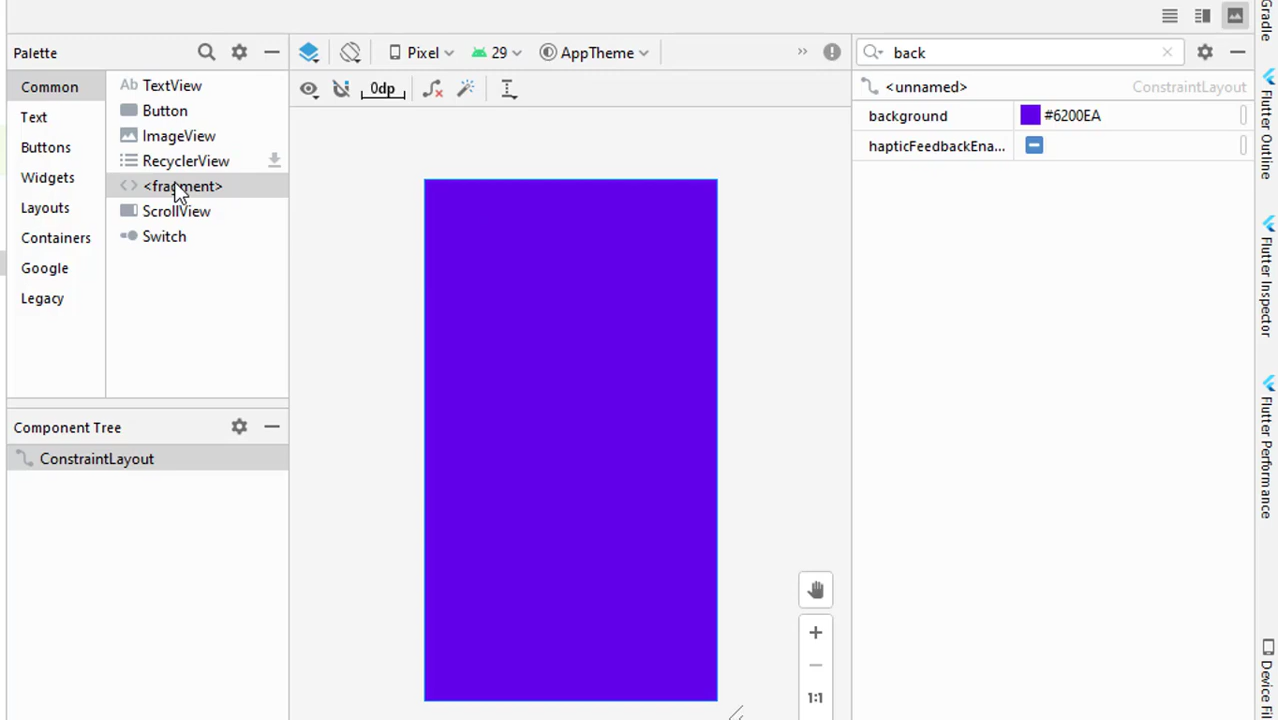 Palette
Common
Text
Buttons
Widgets
Layouts
Containers
Google
Legacy
Ab TextView
Button
ImageView
RecyclerView
<fragment>
ScrollView
Switch
Component Tree
ConstraintLayout
Pixel
29
AppTheme
0dp
1:1
back
<unnamed> ConstraintLayout
background #6200EA
hapticFeedbackEna...
Gradle
Flutter Outline
Flutter Inspector
Flutter Performance
Device Fil